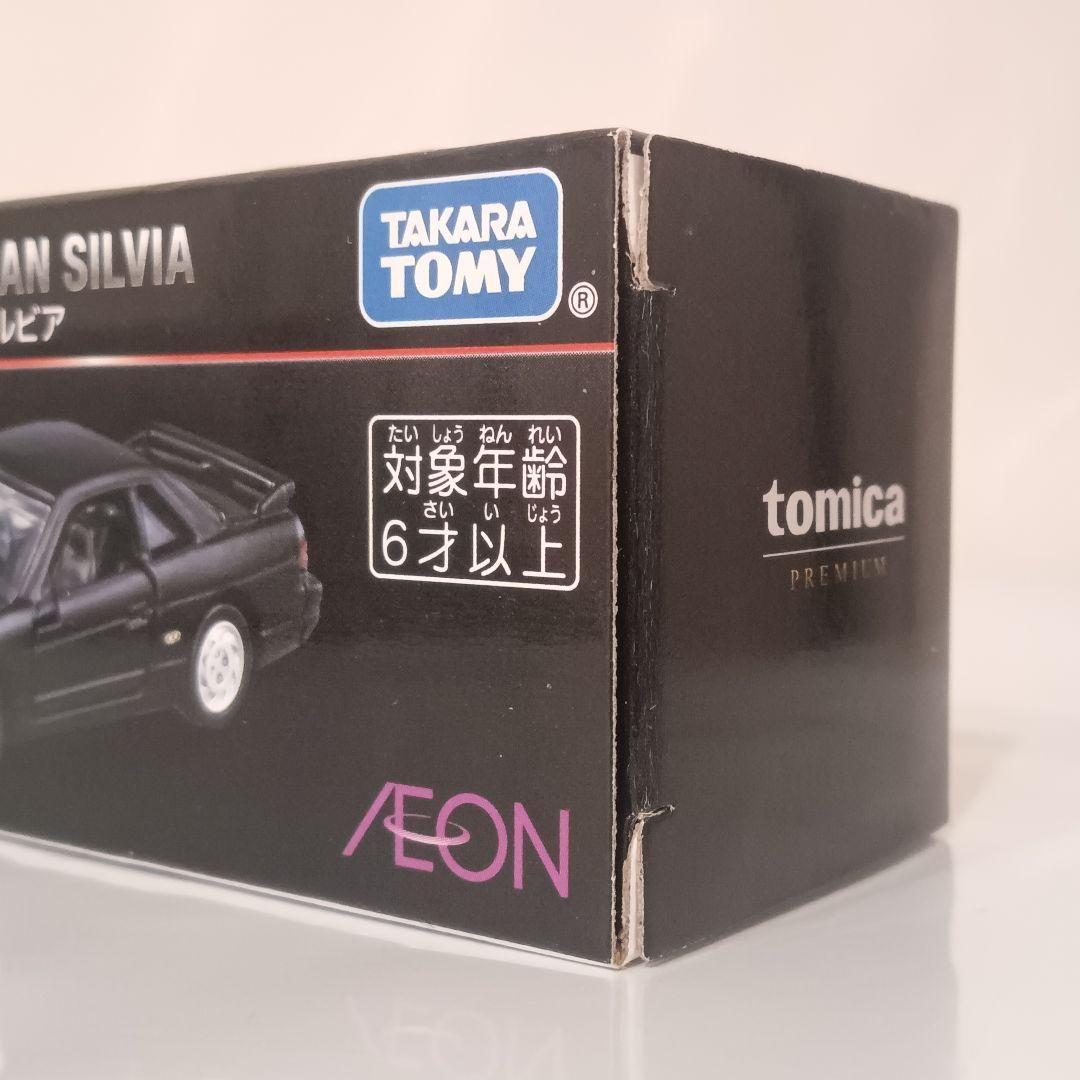 AN SILVIA
ルビア
TAKARA
TOMY
®
たい しょう ねん れい
対象年齢
さい い じょう
6才以上
ÆON
tomica
PREMIUM